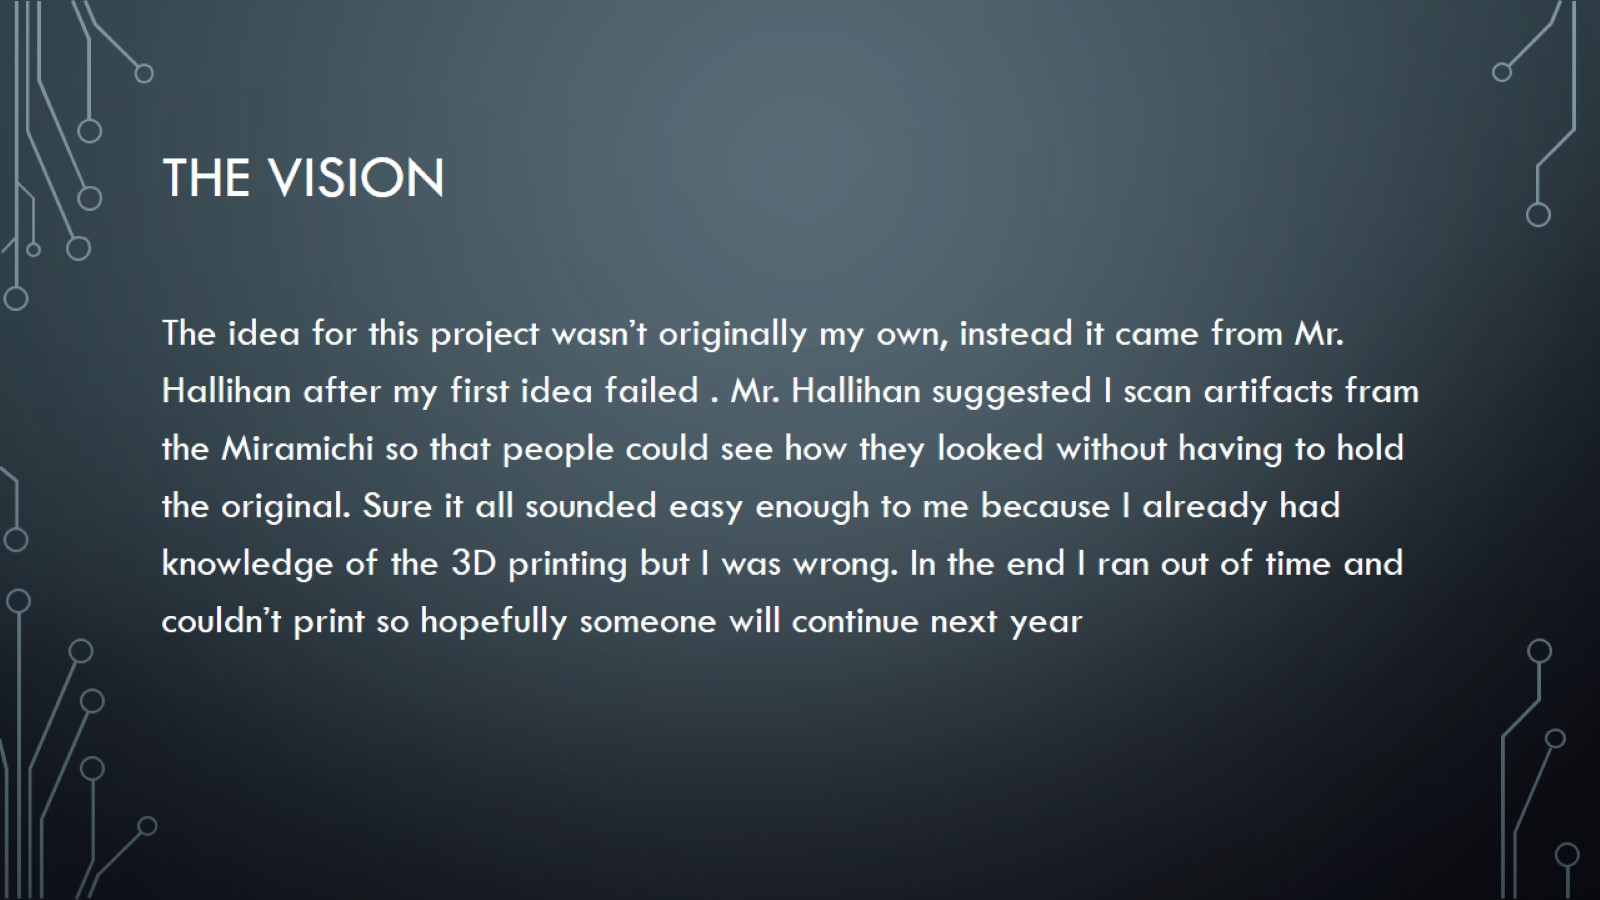 THE VISION
The idea for this project wasn't originally my own, instead it came from Mr.
Hallihan after my first idea failed . Mr. Hallihan suggested I scan artifacts fram
the Miramichi so that people could see how they looked without having to hold
the original. Sure it all sounded easy enough to me because I already had
knowledge of the 3D printing but I was wrong. In the end I ran out of time and
couldn't print so hopefully someone will continue next year